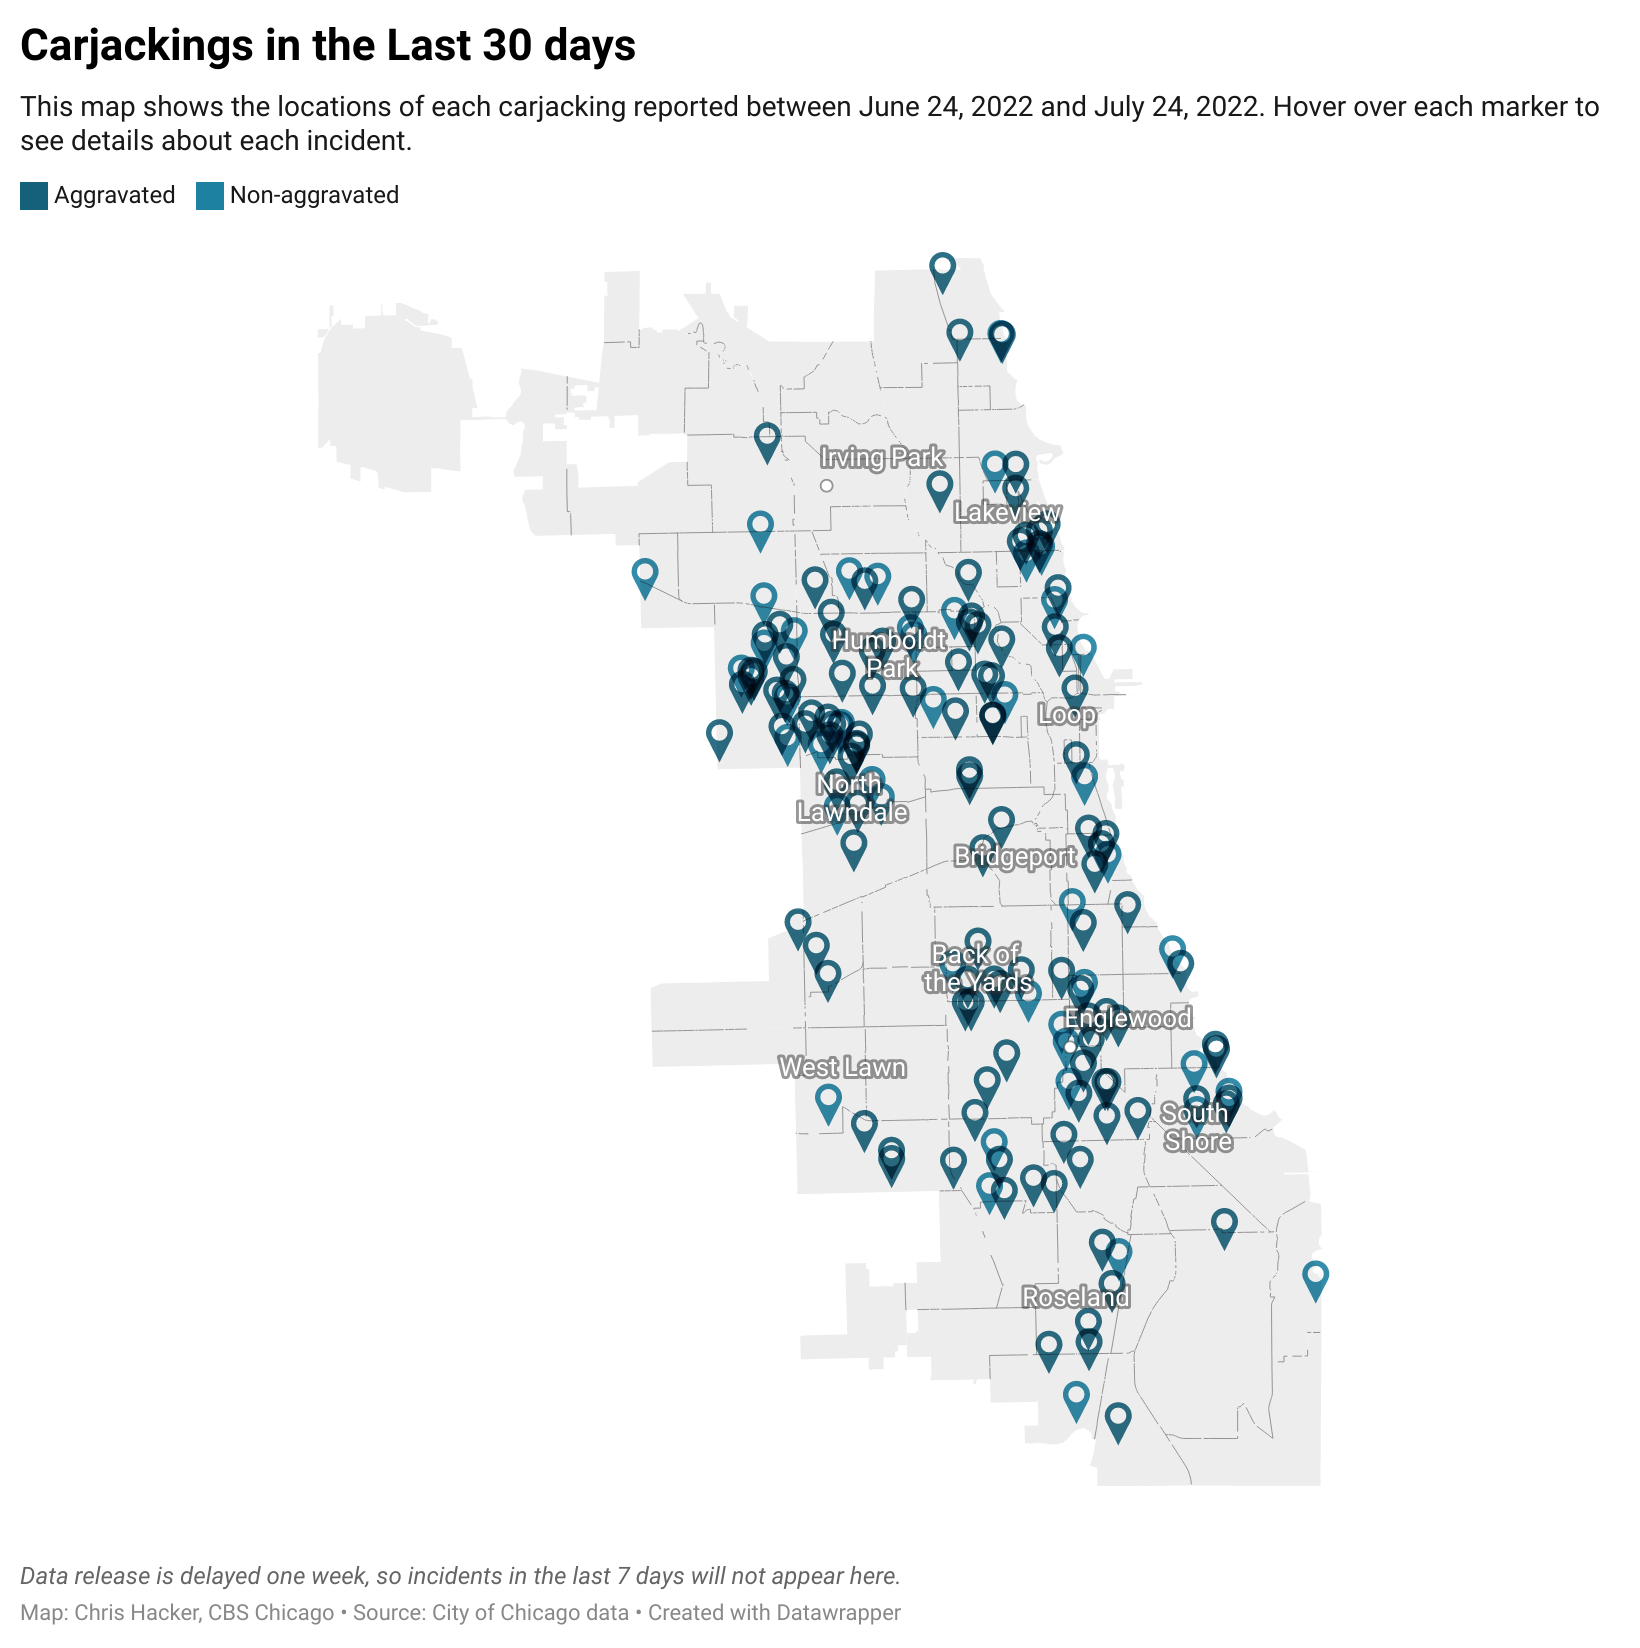 Carjackings in the Last 30 days
This map shows the locations of each carjacking reported between June 24, 2022 and July 24, 2022. Hover over each marker to
see details about each incident.
Aggravated Non-aggravated
Irving Park
Lakeview
Humboldt
Park
Loop
North
Lawndale
Bridgeport
Back of
the Yards
Englewood
West Lawn
South
Shore
Roseland
Data release is delayed one week, so incidents in the last 7 days will not appear here.
Map: Chris Hacker, CBS Chicago • Source: City of Chicago data • Created with Datawrapper